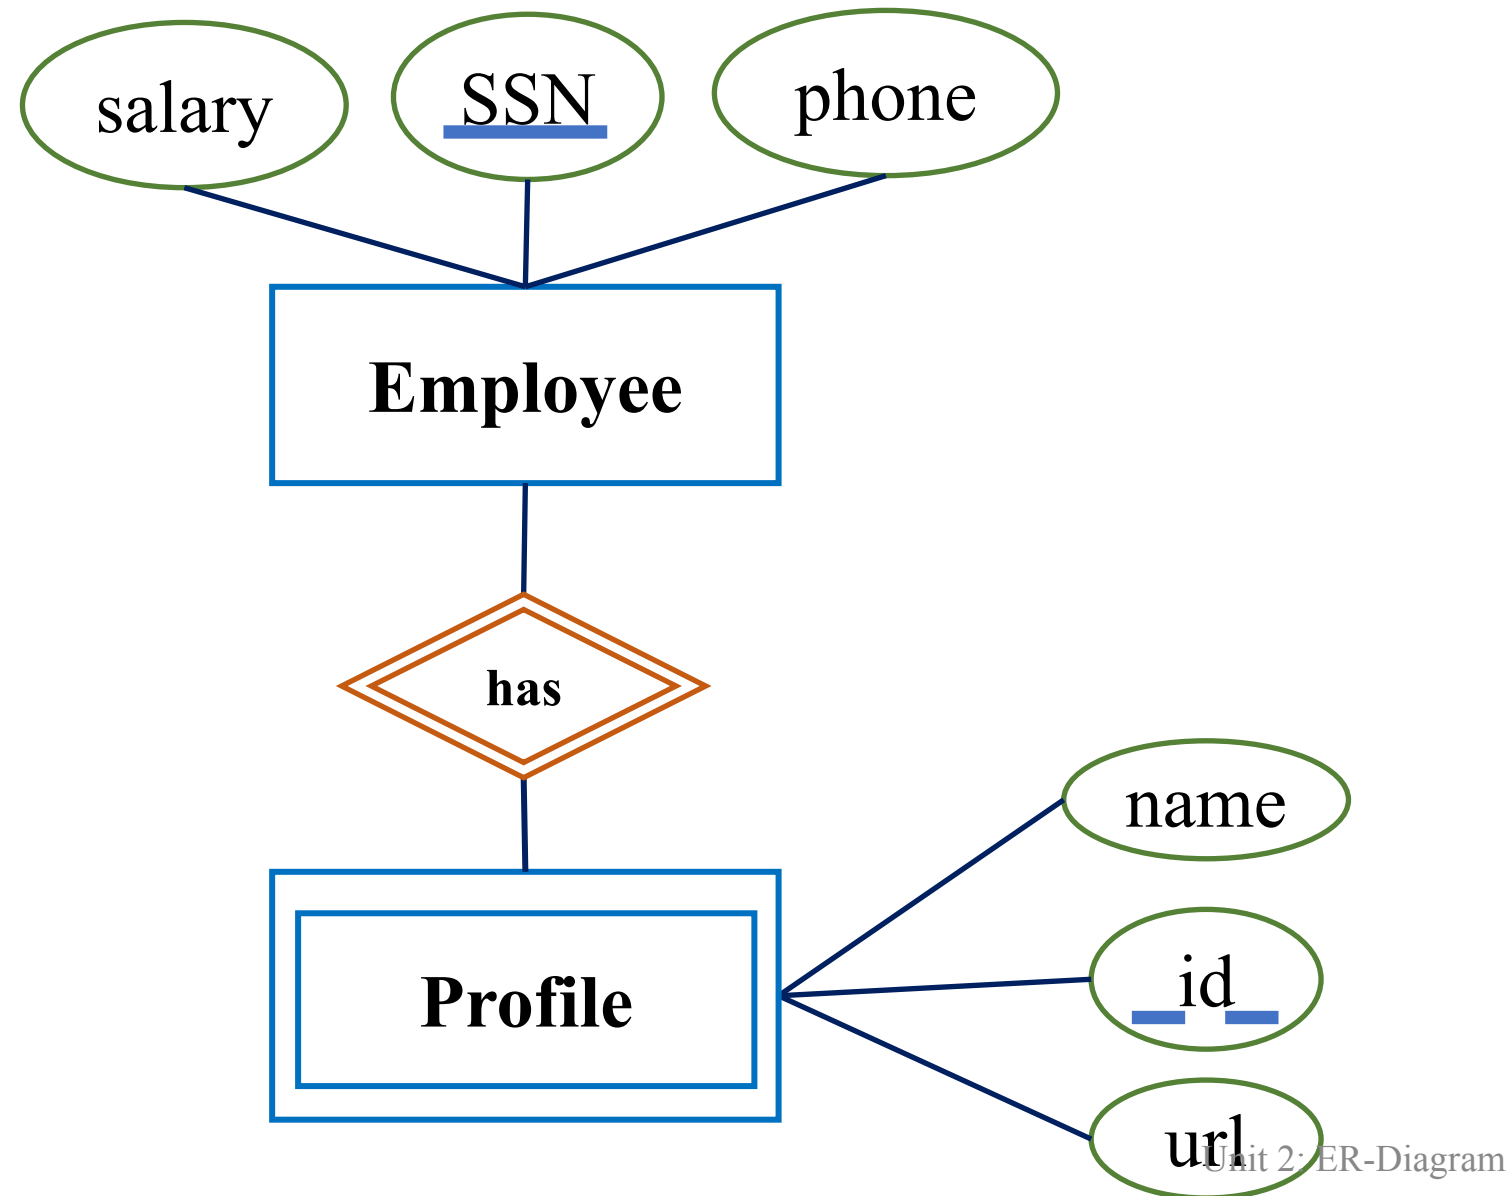 salary
SSN
phone
Employee
has
name
Profile
id
url
Unit 2: ER-Diagram